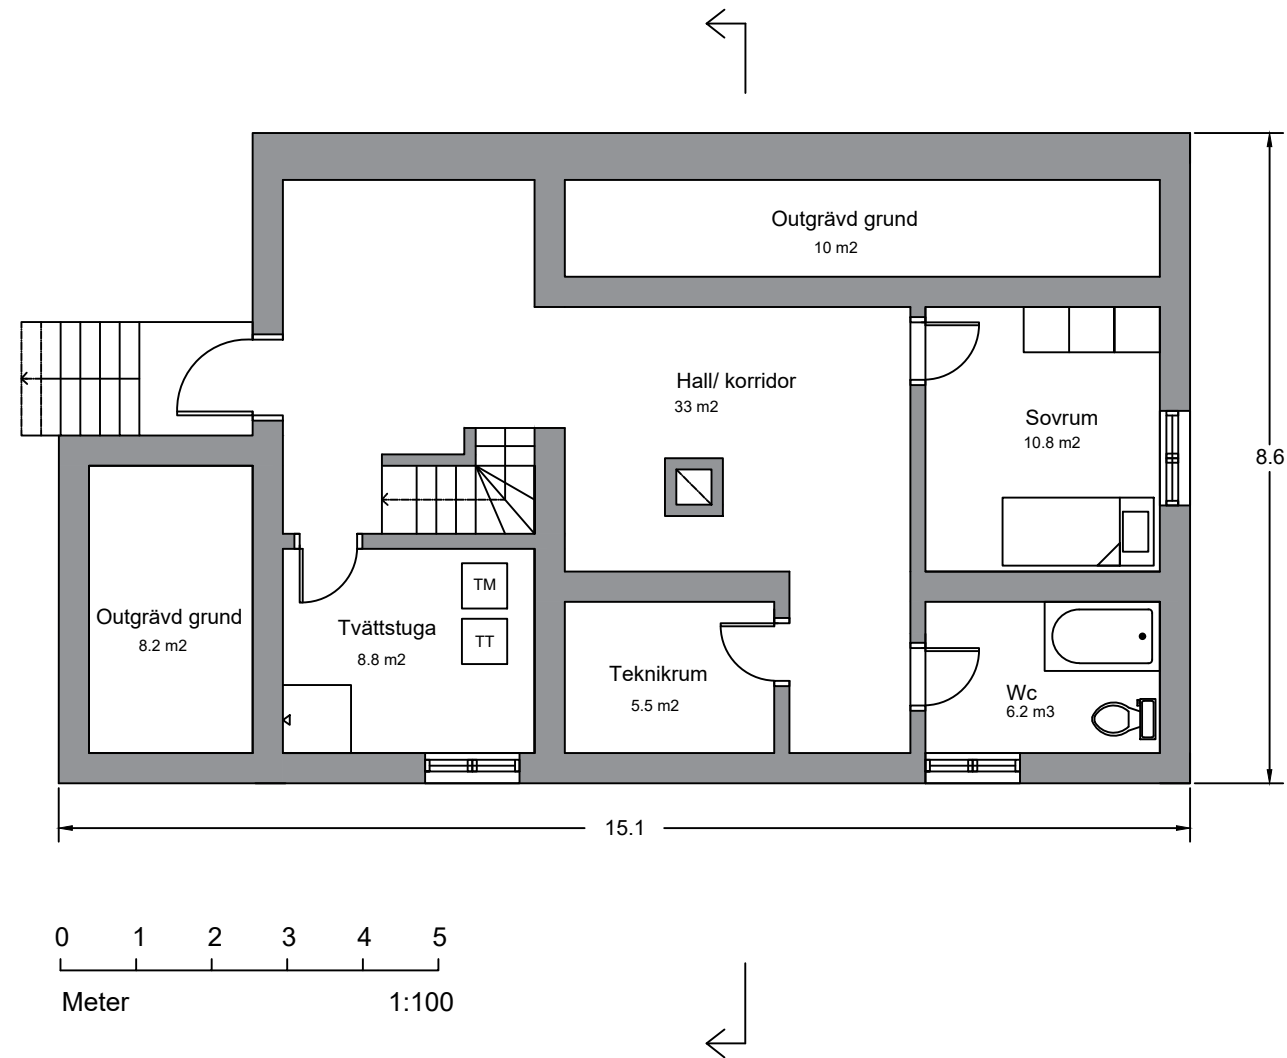 Outgrävd grund
10 m2
Hall/ korridor
33 m2
Sovrum
10.8 m2
8.6
TM
Outgrävd grund
8.2 m2
Tvättstuga
8.8 m2
TT
Teknikrum
5.5 m2
Wc
6.2 m3
15.1
0 1 2 3 4 5
Meter 1:100